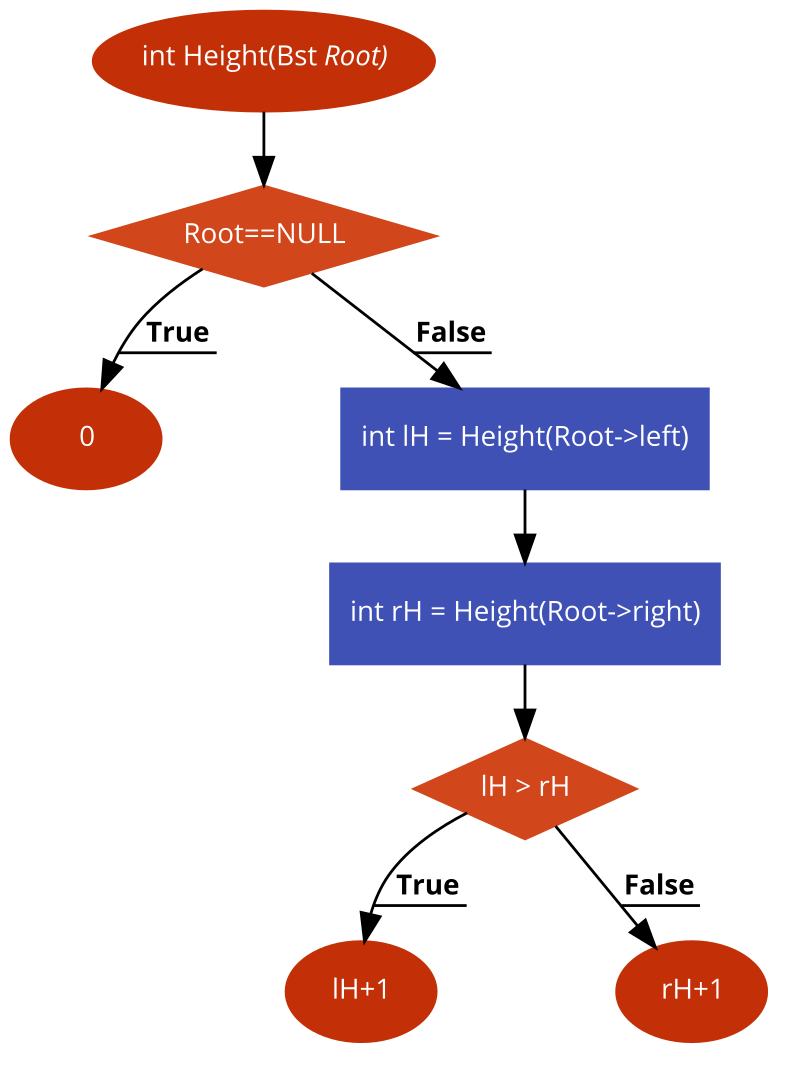 int Height(Bst Root)
Root==NULL
True
False
0
int lH = Height(Root->left)
int rH = Height(Root->right)
lH > rH
True
False
lH+1
rH+1